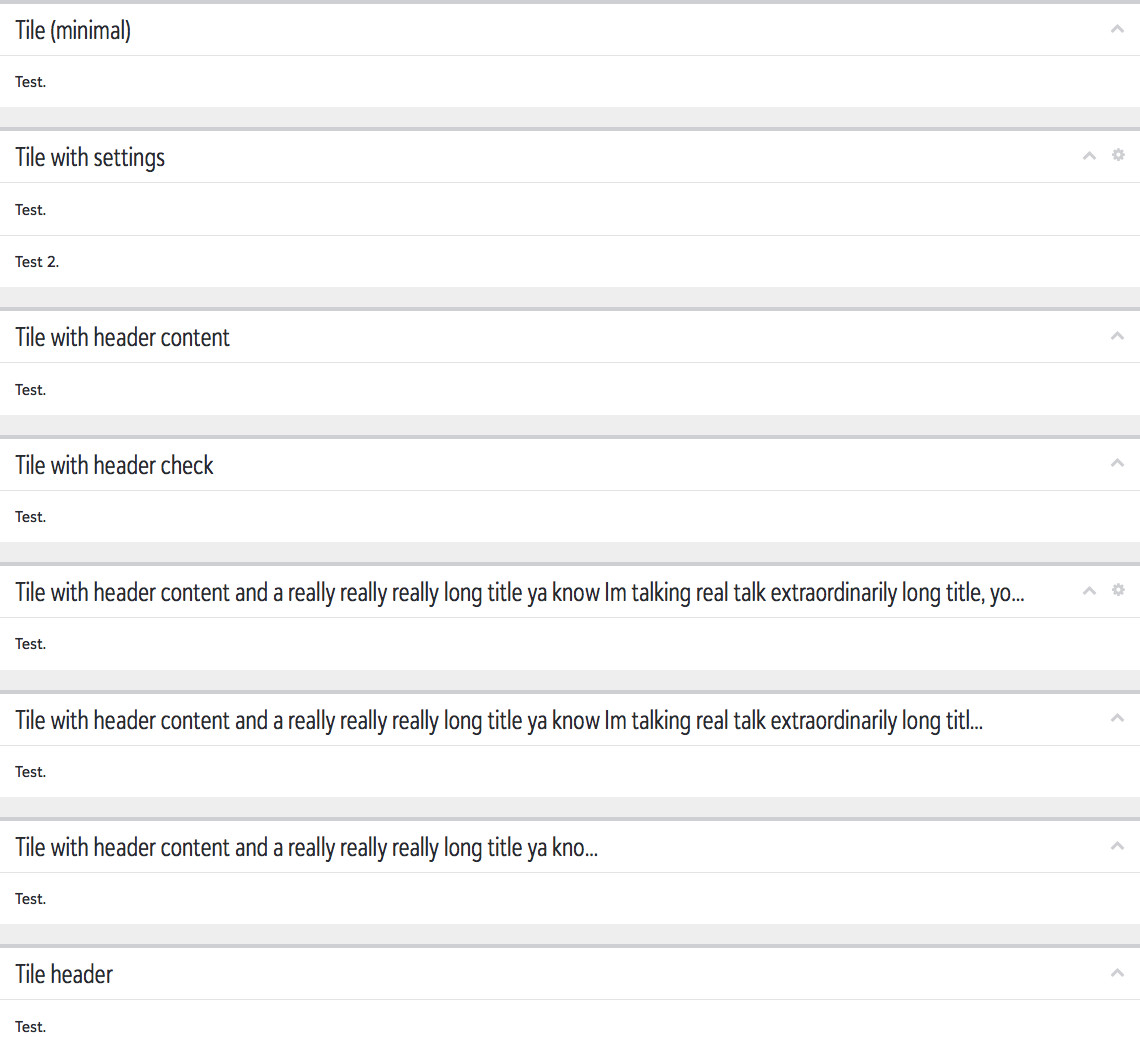 Tile (minimal)
Test.
Tile with settings
Test.
Test 2.
Tile with header content
Test.
Tile with header check
Test.
Tile with header content and a really really really long title ya know Im talking real talk extraordinarily long title, yo...
Test.
Tile with header content and a really really really long title ya know Im talking real talk extraordinarily long titl...
Test.
Tile with header content and a really really really long title ya kno...
Test.
Tile header
Test.